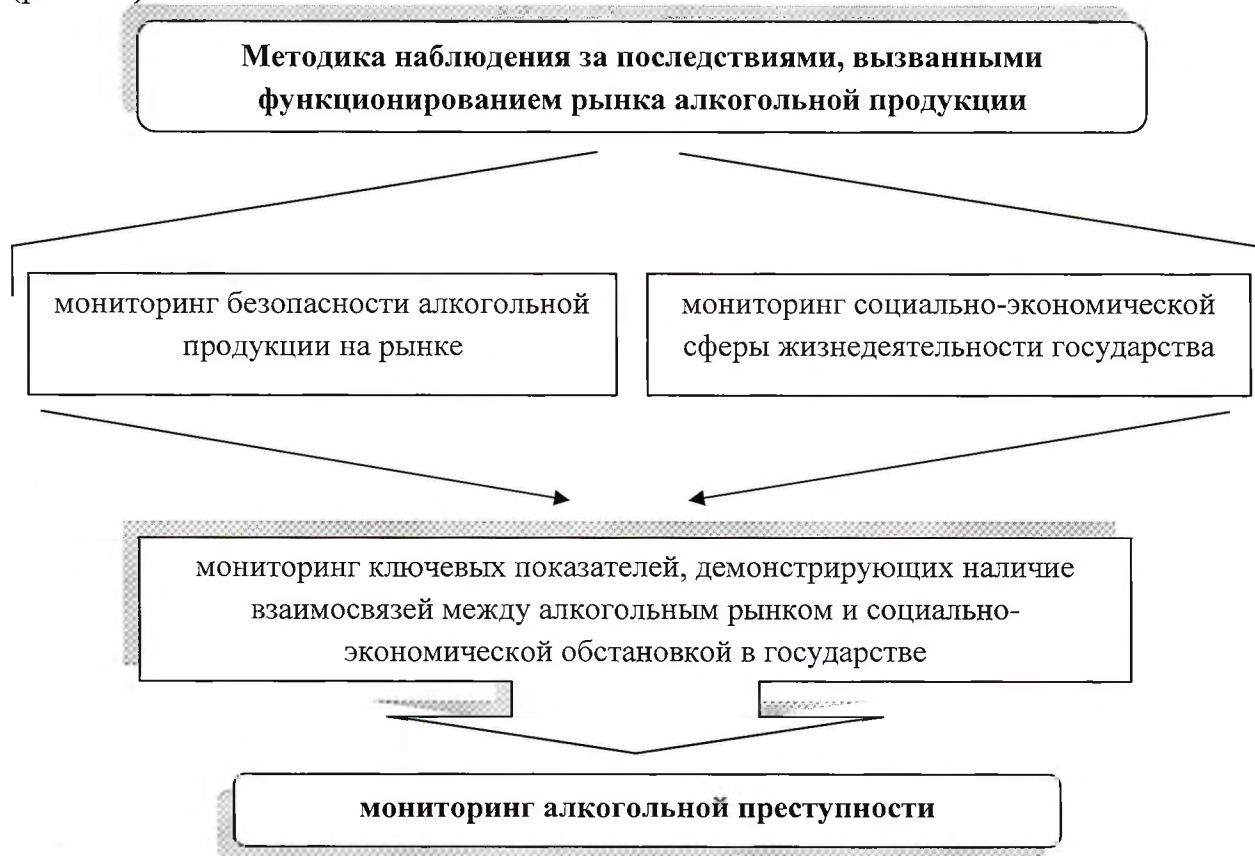 Методика наблюдения за последствиями, вызванными
функционированием рынка алкогольной продукции
мониторинг безопасности алкогольной
продукции на рынке
мониторинг социально-экономической
сферы жизнедеятельности государства
мониторинг ключевых показателей, демонстрирующих наличие
взаимосвязей между алкогольным рынком и социально-
экономической обстановкой в государстве
мониторинг алкогольной преступности